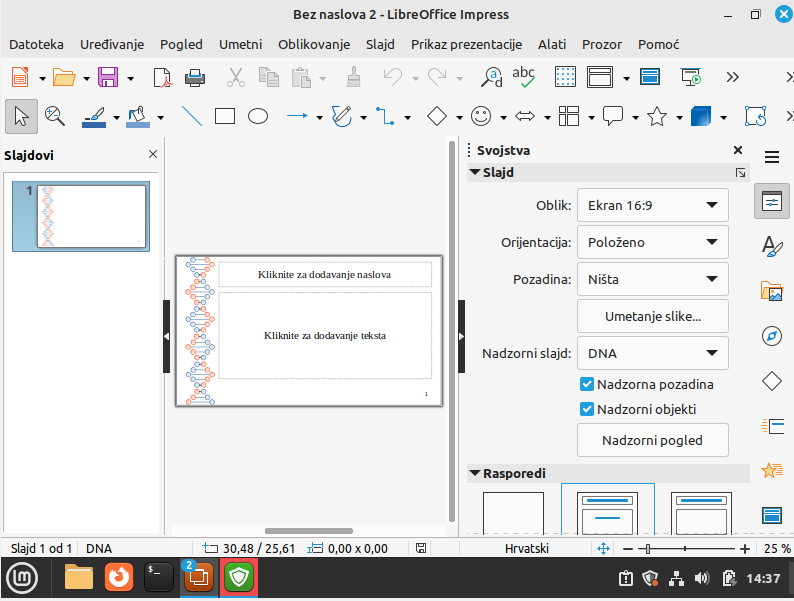 Bez naslova 2 - LibreOffice Impress
Datoteka Uređivanje Pogled Umetni Oblikovanje Slajd Prikaz prezentacije Alati Prozor Pomoć
abc
Slajdovi
Svojstva
Slajd
1
Oblik: Ekran 16:9
Orijentacija: Položeno
Pozadina: Ništa
Umetanje slike...
Nadzorni slajd: DNA
Nadzorna pozadina
Nadzorni objekti
Nadzorni pogled
Rasporedi
Kliknite za dodavanje naslova
Kliknite za dodavanje teksta
1
Slajd 1 od 1 DNA 30,48 / 25,61 0,00 x 0,00 Hrvatski 25 %
2
14:37